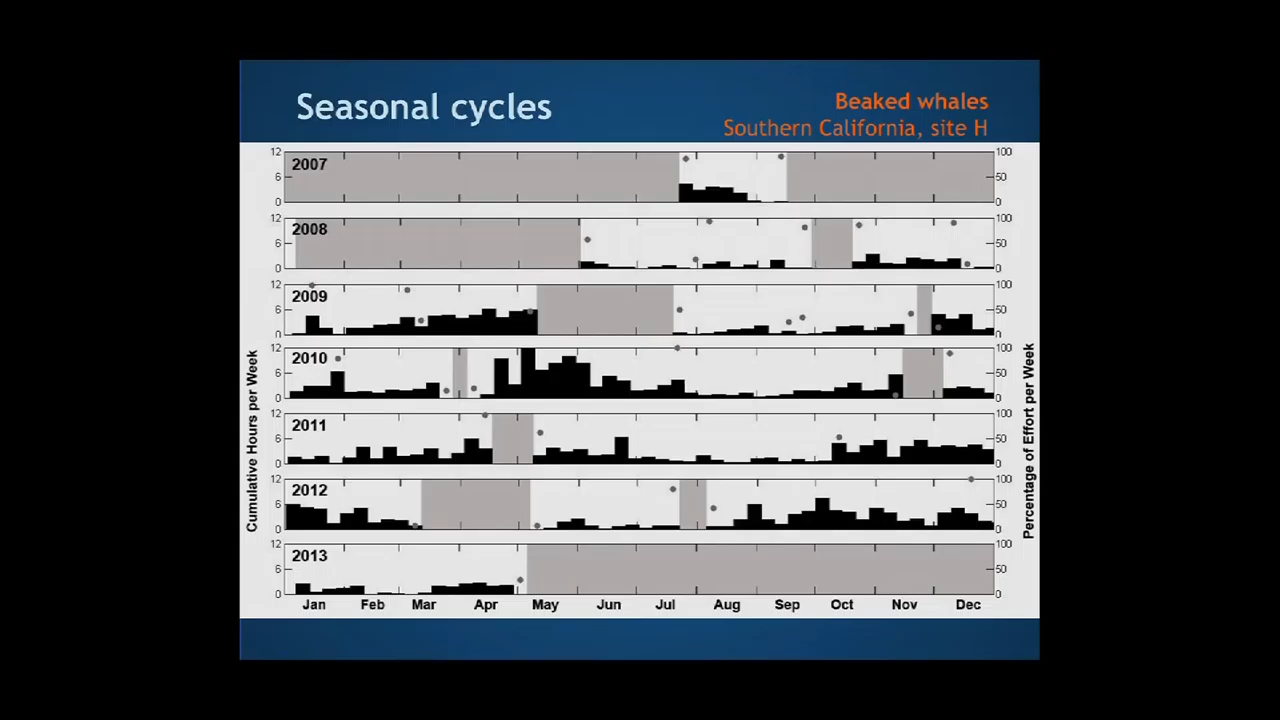 Seasonal cycles
Beaked whales
Southern California, site H
12 2007 100
6 50
0 0
12 2008 100
6 50
0 0
12 2009 100
6 50
0 0
12 2010 100
6 50
0 0
12 2011 100
6 50
0 0
12 2012 100
6 50
0 0
12 2013 100
6 50
0 0
Jan Feb Mar Apr May Jun Jul Aug Sep Oct Nov Dec
Cumulative Hours per Week
Percentage of Effort per Week